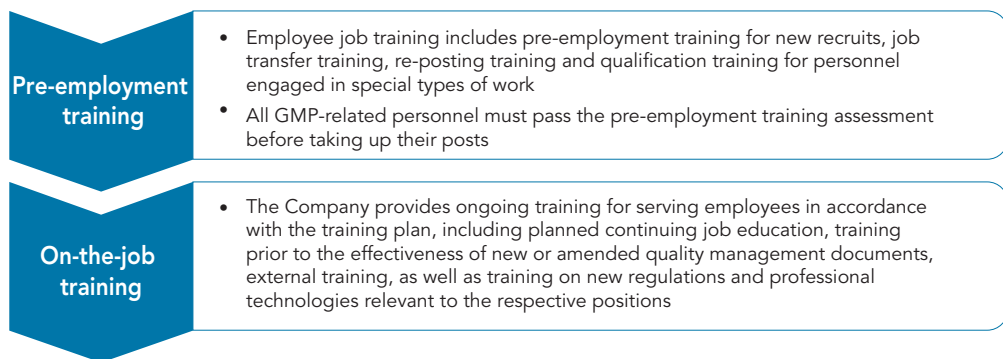 Pre-employment
training
• Employee job training includes pre-employment training for new recruits, job
transfer training, re-posting training and qualification training for personnel
engaged in special types of work
• All GMP-related personnel must pass the pre-employment training assessment
before taking up their posts
On-the-job
training
• The Company provides ongoing training for serving employees in accordance
with the training plan, including planned continuing job education, training
prior to the effectiveness of new or amended quality management documents,
external training, as well as training on new regulations and professional
technologies relevant to the respective positions